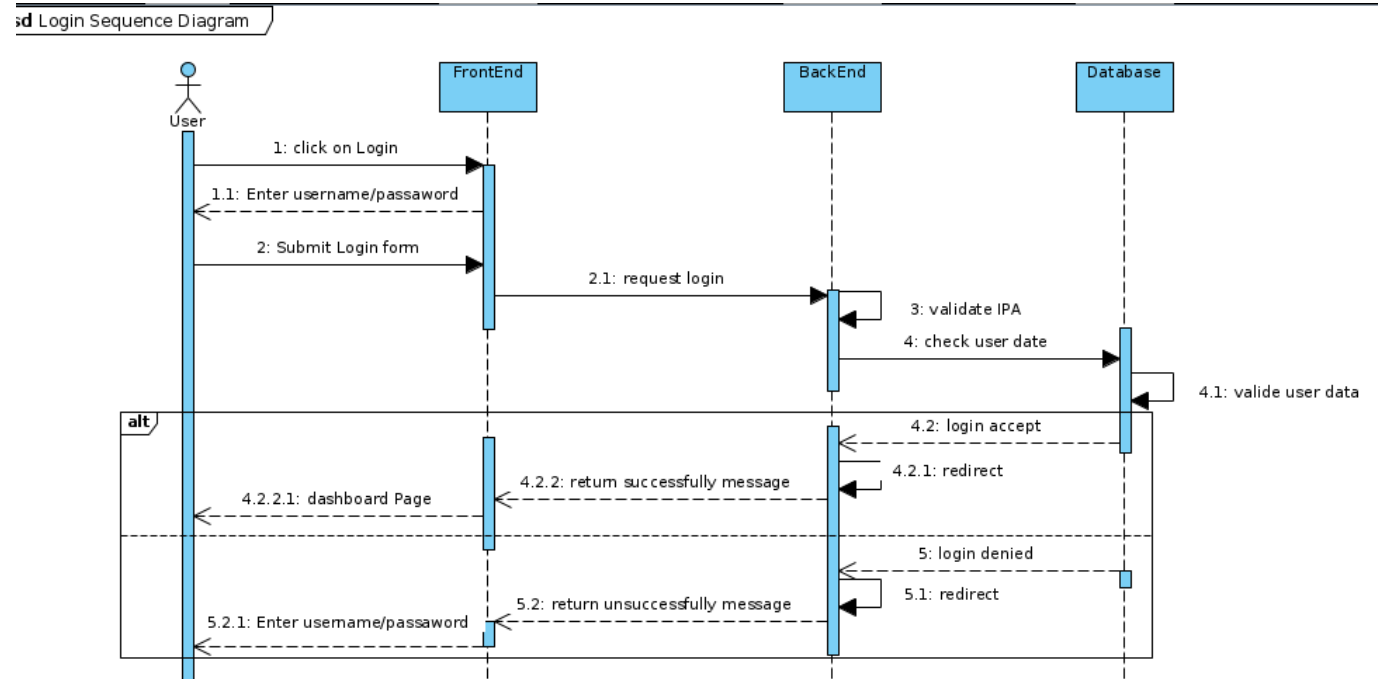 sd Login Sequence Diagram
User
FrontEnd
BackEnd
Database
1: click on Login
1.1: Enter username/passaword
2: Submit Login form
2.1: request login
3: validate IPA
4: check user date
4.1: valide user data
alt
4.2: login accept
4.2.1: redirect
4.2.2: return successfully message
4.2.2.1: dashboard Page
5: login denied
5.1: redirect
5.2: return unsuccessfully message
5.2.1: Enter username/passaword